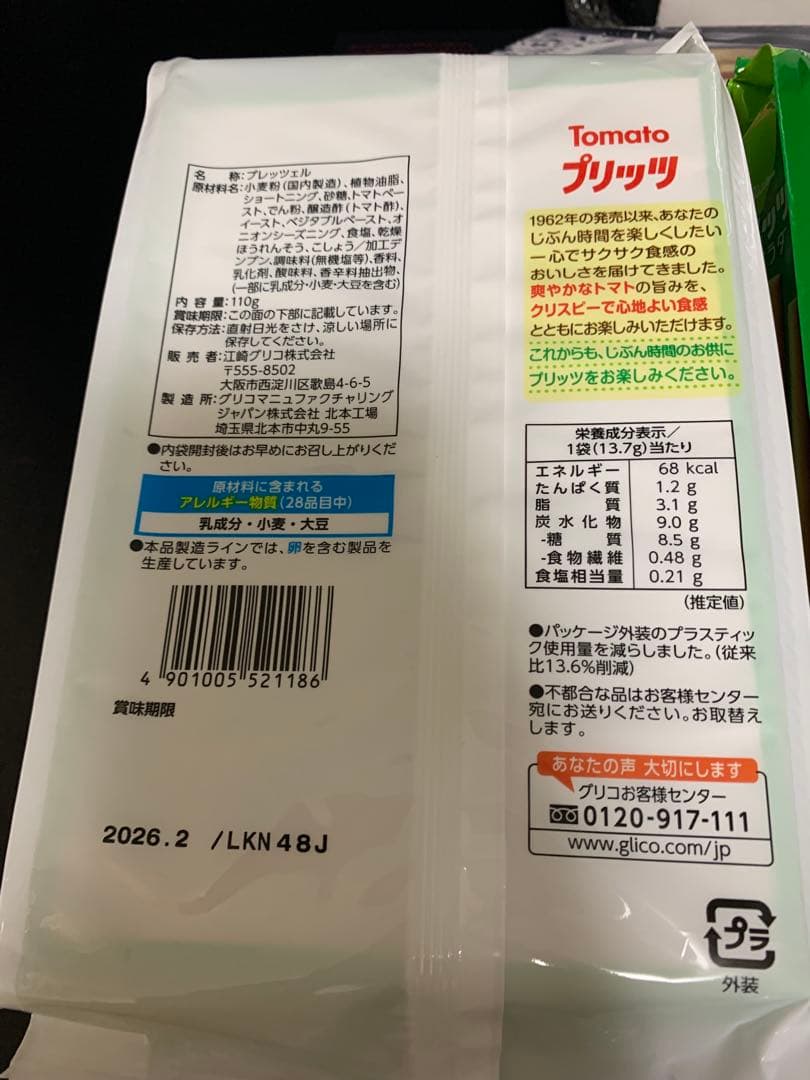 名　　称:プレッツェル
原材料名:小麦粉(国内製造)、植物油脂、
ショートニング、砂糖、トマトペー
スト、でん粉、醸造酢(トマト酢)、
イースト、ベジタブルペースト、オ
ニオンシーズニング、食塩、乾燥
ほうれんそう、こしょう/加工デ
ンプン、調味料(無機塩等)、香料、
乳化剤、酸味料、香辛料抽出物、
(一部に乳成分・小麦・大豆を含む)
内 容 量:110g
賞味期限:この面の下部に記載しています。
保存方法:直射日光をさけ、涼しい場所に
保存してください。
販 売 者:江崎グリコ株式会社
〒555-8502
大阪市西淀川区歌島4-6-5
製 造 所:グリコマニュファクチャリング
ジャパン株式会社 北本工場
埼玉県北本市中丸9-55
●内袋開封後はお早めにお召し上がりくだ
さい。
原材料に含まれる
アレルギー物質(28品目中)
乳成分・小麦・大豆
●本品製造ラインでは、卵を含む製品を
生産しています。
4 901005 521186
賞味期限
2026.2 /LKN48J
Tomato
プリッツ
1962年の発売以来、あなたの
じぶん時間を楽しくしたい
一心でサクサク食感の
おいしさを届けてきました。
爽やかなトマトの旨みを、
クリスピーで心地よい食感
とともにお楽しみいただけます。
これからも、じぶん時間のお供に
プリッツをお楽しみください。
栄養成分表示/
1袋(13.7g)当たり
エネルギー 68 kcal
たんぱく質 1.2 g
脂　　　質 3.1 g
炭水化物 9.0 g
-糖　　質 8.5 g
-食物繊維 0.48 g
食塩相当量 0.21 g
(推定値)
●パッケージ外装のプラスティッ
ク使用量を減らしました。(従来
比13.6%削減)
●不都合な品はお客様センター
宛にお送りください。お取替え
します。
あなたの声 大切にします
グリコお客様センター
0120-917-111
www.glico.com/jp
プラ
外装